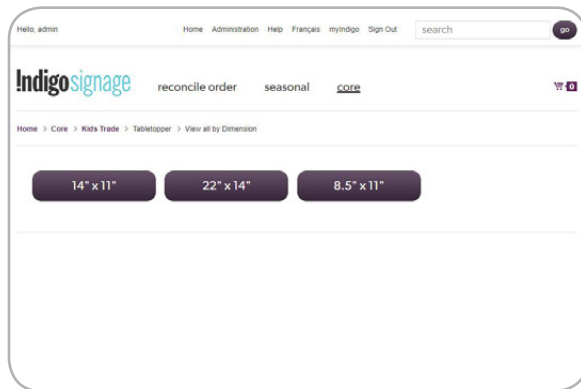 Hello, admin Home Administration Help Français myIndigo Sign Out search go
!ndigosignage reconcile order seasonal core 0
Home > Core > Kids Trade > Tabletopper > View all by Dimension
14" x 11" 22" x 14" 8.5" x 11"